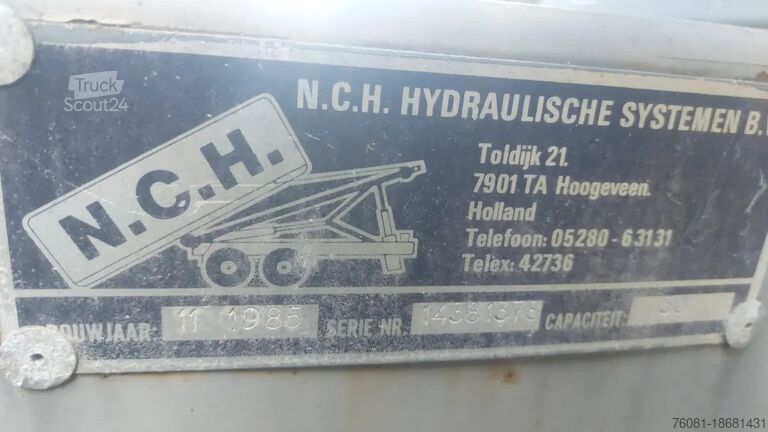 Truck
Scout24
N.C.H. HYDRAULISCHE SYSTEMEN B.V
N.C.H.
Toldijk 21.
7901 TA Hoogeveen.
Holland
Telefoon: 05280-63131
Telex: 42736
BOUWJAAR 11 1985 SERIE NR. CAPACITEIT
76081-18681431